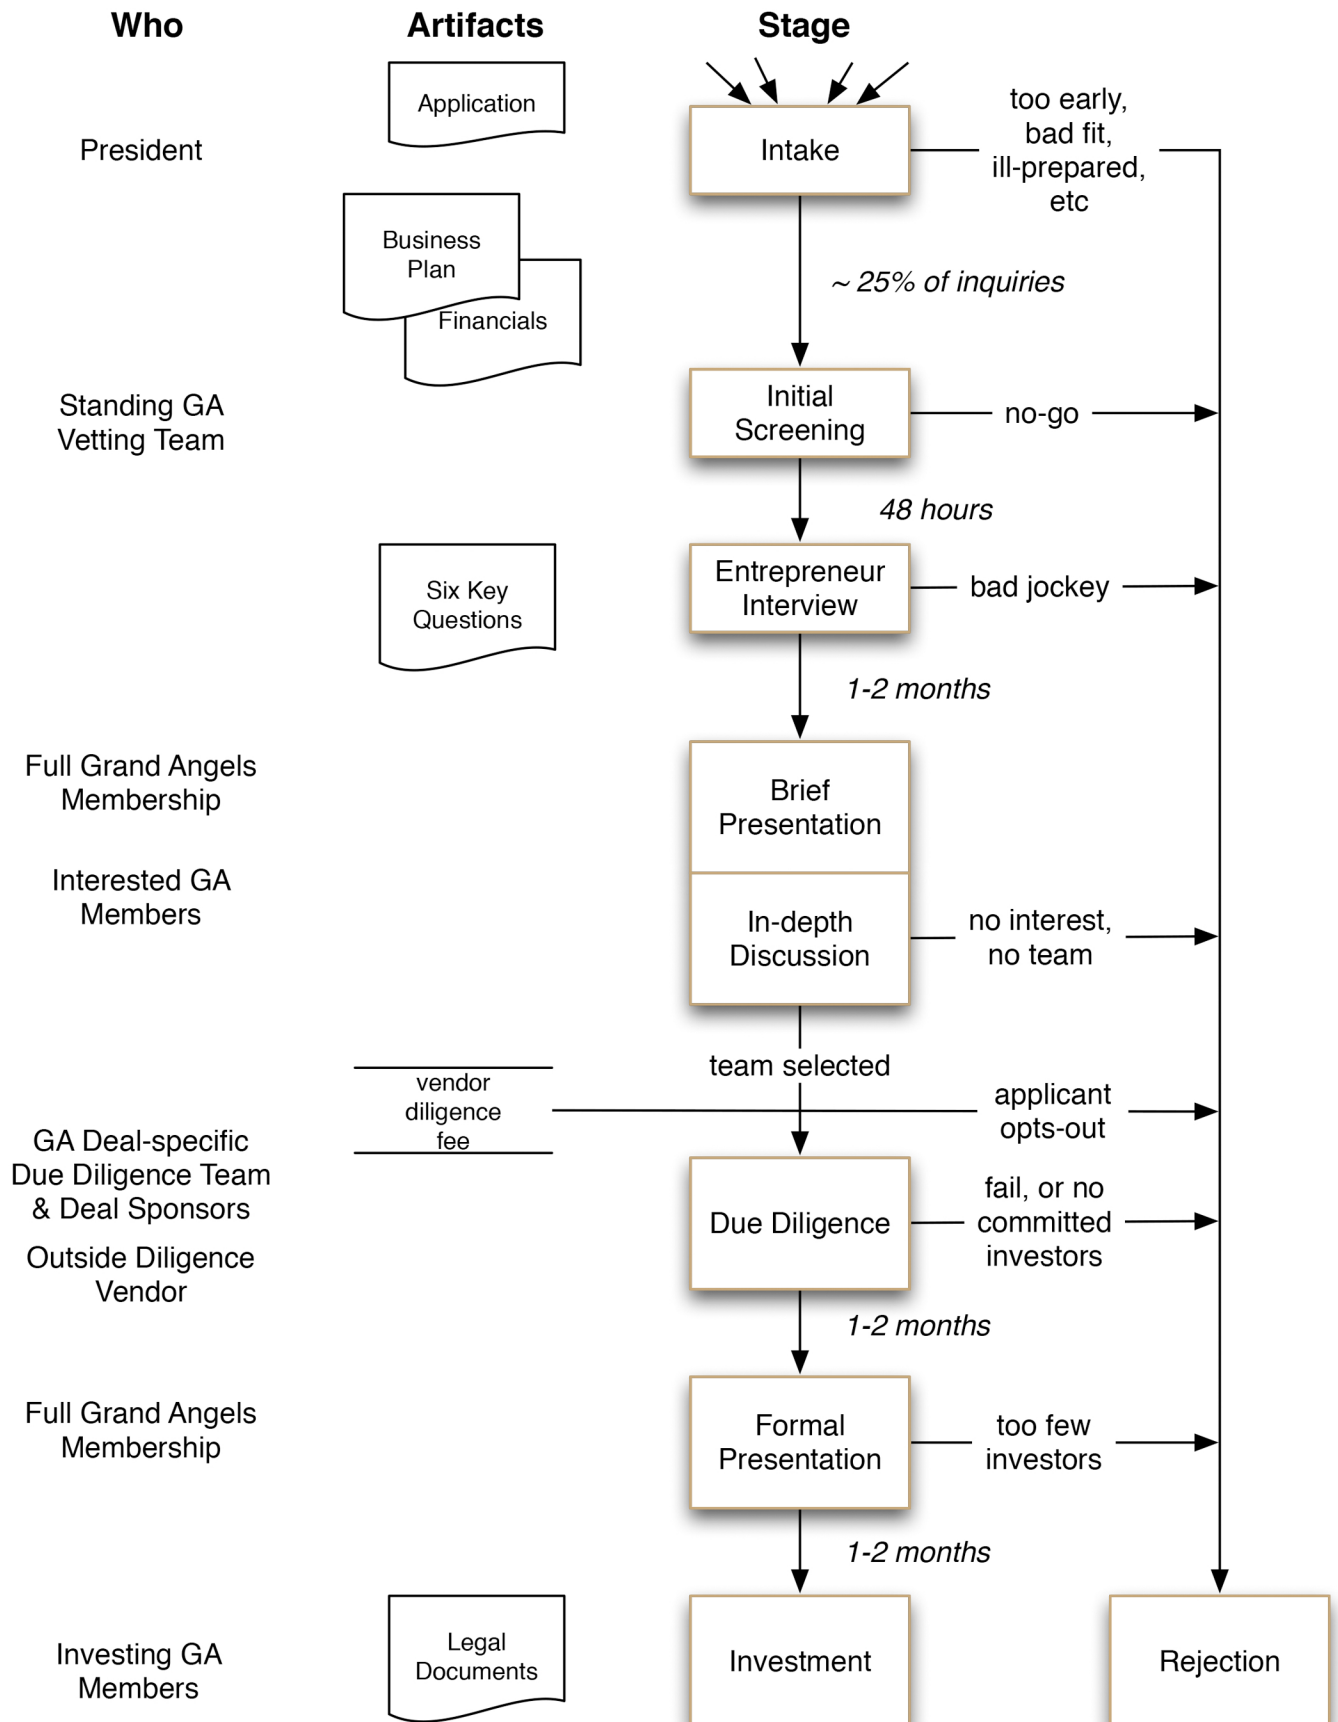 Who
Artifacts
Stage
Application
President
Intake
too early,
bad fit,
ill-prepared,
etc
Business
Plan
Financials
~ 25% of inquiries
Standing GA
Vetting Team
Initial
Screening
no-go
48 hours
Six Key
Questions
Entrepreneur
Interview
bad jockey
1-2 months
Full Grand Angels
Membership
Brief
Presentation
Interested GA
Members
In-depth
Discussion
no interest,
no team
team selected
vendor
diligence
fee
applicant
opts-out
GA Deal-specific
Due Diligence Team
& Deal Sponsors
Outside Diligence
Vendor
Due Diligence
fail, or no
committed
investors
1-2 months
Full Grand Angels
Membership
Formal
Presentation
too few
investors
1-2 months
Investing GA
Members
Legal
Documents
Investment
Rejection